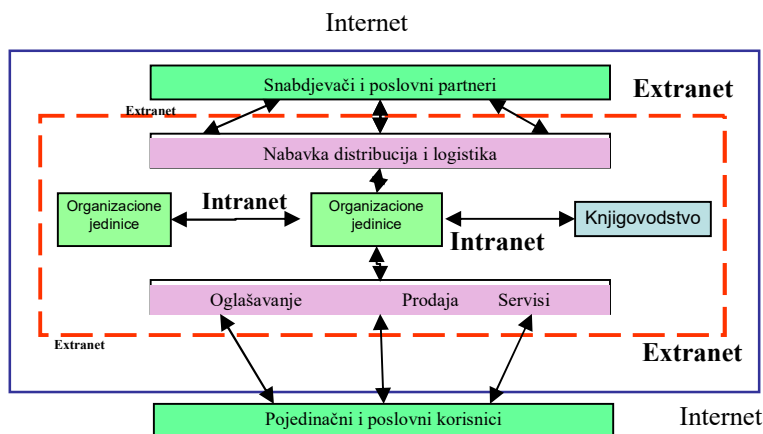 Internet
Snabdjevači i poslovni partneri
Extranet
Extranet
Nabavka distribucija i logistika
Organizacione
jedinice
Intranet
Organizacione
jedinice
Intranet
Knjigovodstvo
Oglašavanje Prodaja Servisi
Extranet
Extranet
Pojedinačni i poslovni korisnici
Internet